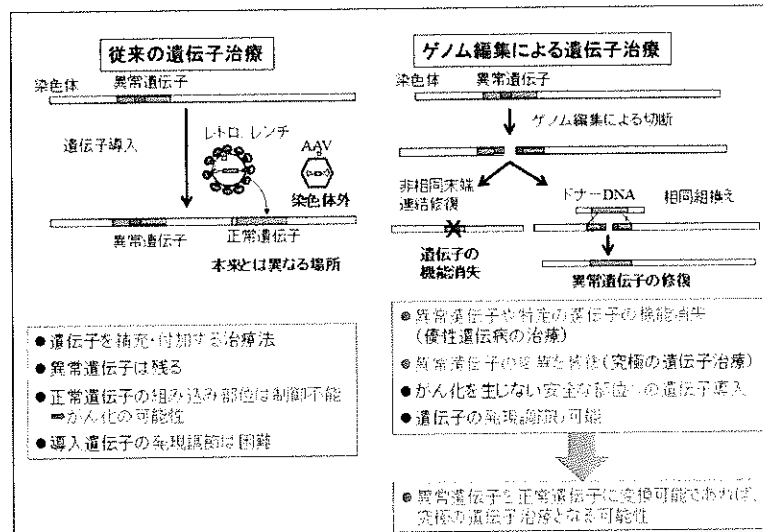 従来の遺伝子治療
染色体 異常遺伝子
遺伝子導入
レトロ、レンチ
AAV
染色体外
異常遺伝子 正常遺伝子
本来とは異なる場所
●遺伝子を補充・付加する治療法
●異常遺伝子は残る
●正常遺伝子の組み込み部位は制御不能
➡がん化の可能性
●導入遺伝子の発現調節は困難
ゲノム編集による遺伝子治療
染色体 異常遺伝子
ゲノム編集による切断
非相同末端
連結修復
ドナーDNA 相同組換え
遺伝子の
機能消失
異常遺伝子の修復
●異常遺伝子や特定の遺伝子の機能消失
(優性遺伝病の治療)
●異常遺伝子の変異を修復(究極の遺伝子治療)
●がん化を生じない安全な部位への遺伝子導入
●遺伝子の発現調節可能
●異常遺伝子を正常遺伝子に変換可能であれば、
究極の遺伝子治療となる可能性